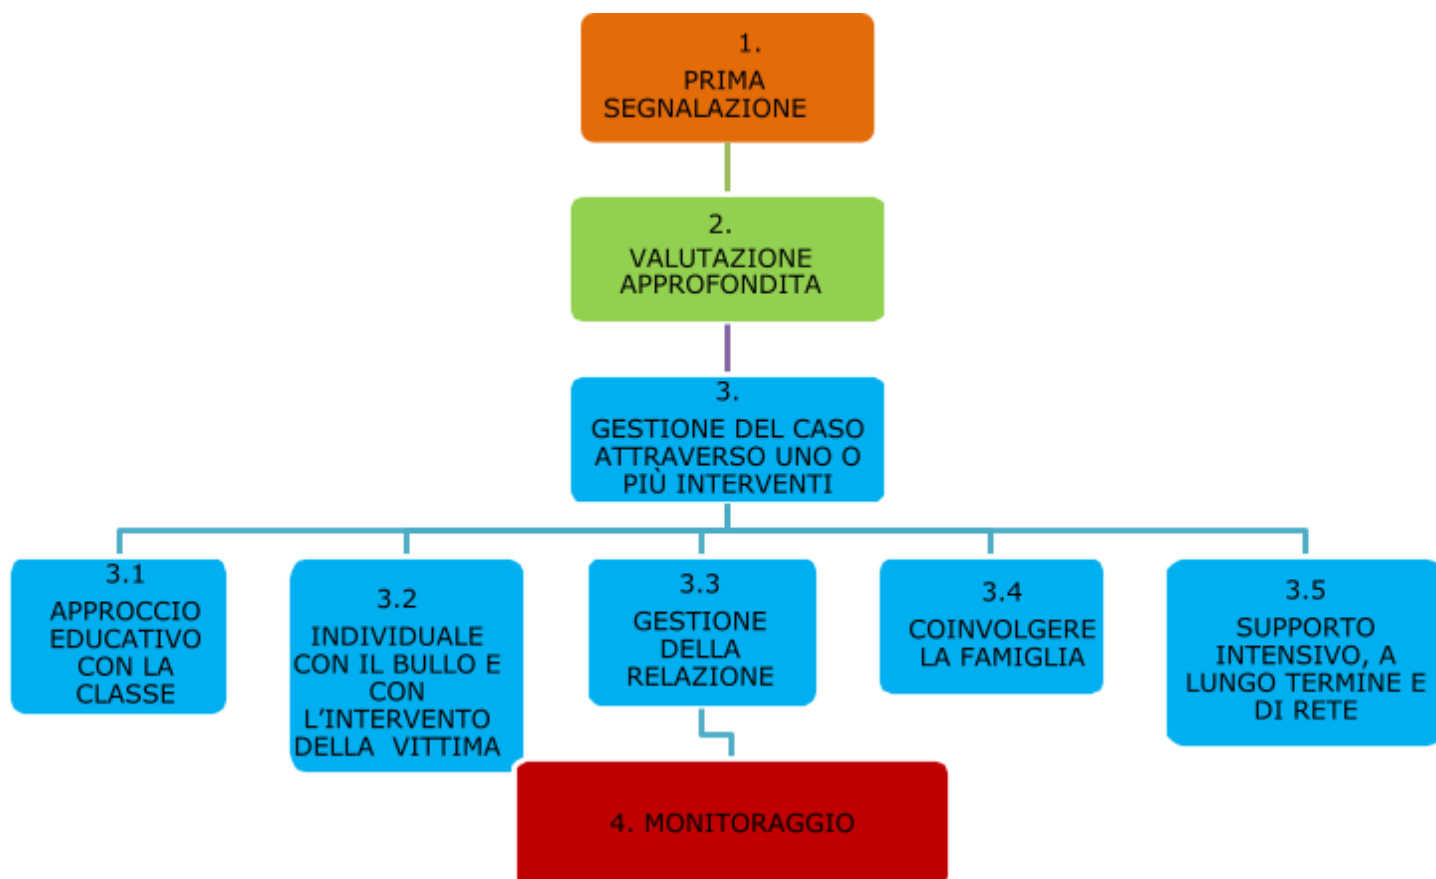 1.
PRIMA
SEGNALAZIONE
2.
VALUTAZIONE
APPROFONDITA
3.
GESTIONE DEL CASO
ATTRAVERSO UNO O
PIÙ INTERVENTI
3.1
APPROCCIO
EDUCATIVO
CON LA
CLASSE
3.2
INDIVIDUALE
CON IL BULLO E
CON
L’INTERVENTO
DELLA VITTIMA
3.3
GESTIONE
DELLA
RELAZIONE
3.4
COINVOLGERE
LA FAMIGLIA
3.5
SUPPORTO
INTENSIVO, A
LUNGO TERMINE E
DI RETE
4. MONITORAGGIO